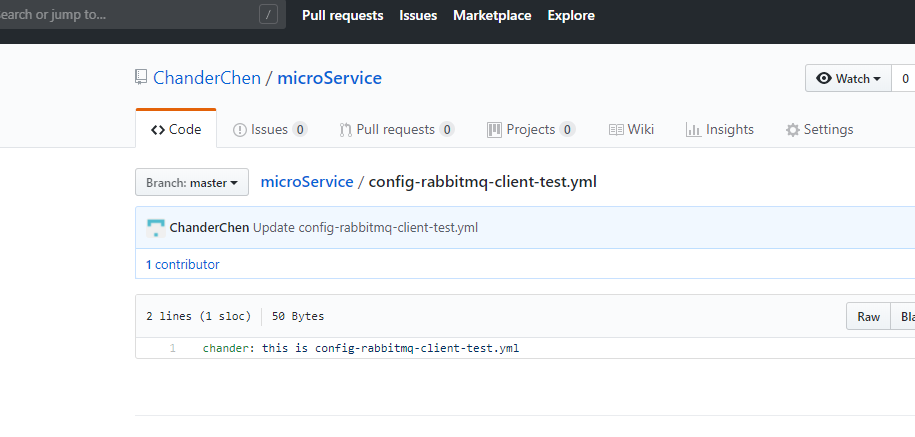 search or jump to... / Pull requests Issues Marketplace Explore
ChanderChen / microService Watch 0
Code Issues 0 Pull requests 0 Projects 0 Wiki Insights Settings
Branch: master microService / config-rabbitmq-client-test.yml
ChanderChen Update config-rabbitmq-client-test.yml
1 contributor
2 lines (1 sloc) 50 Bytes Raw
1 chander: this is config-rabbitmq-client-test.yml